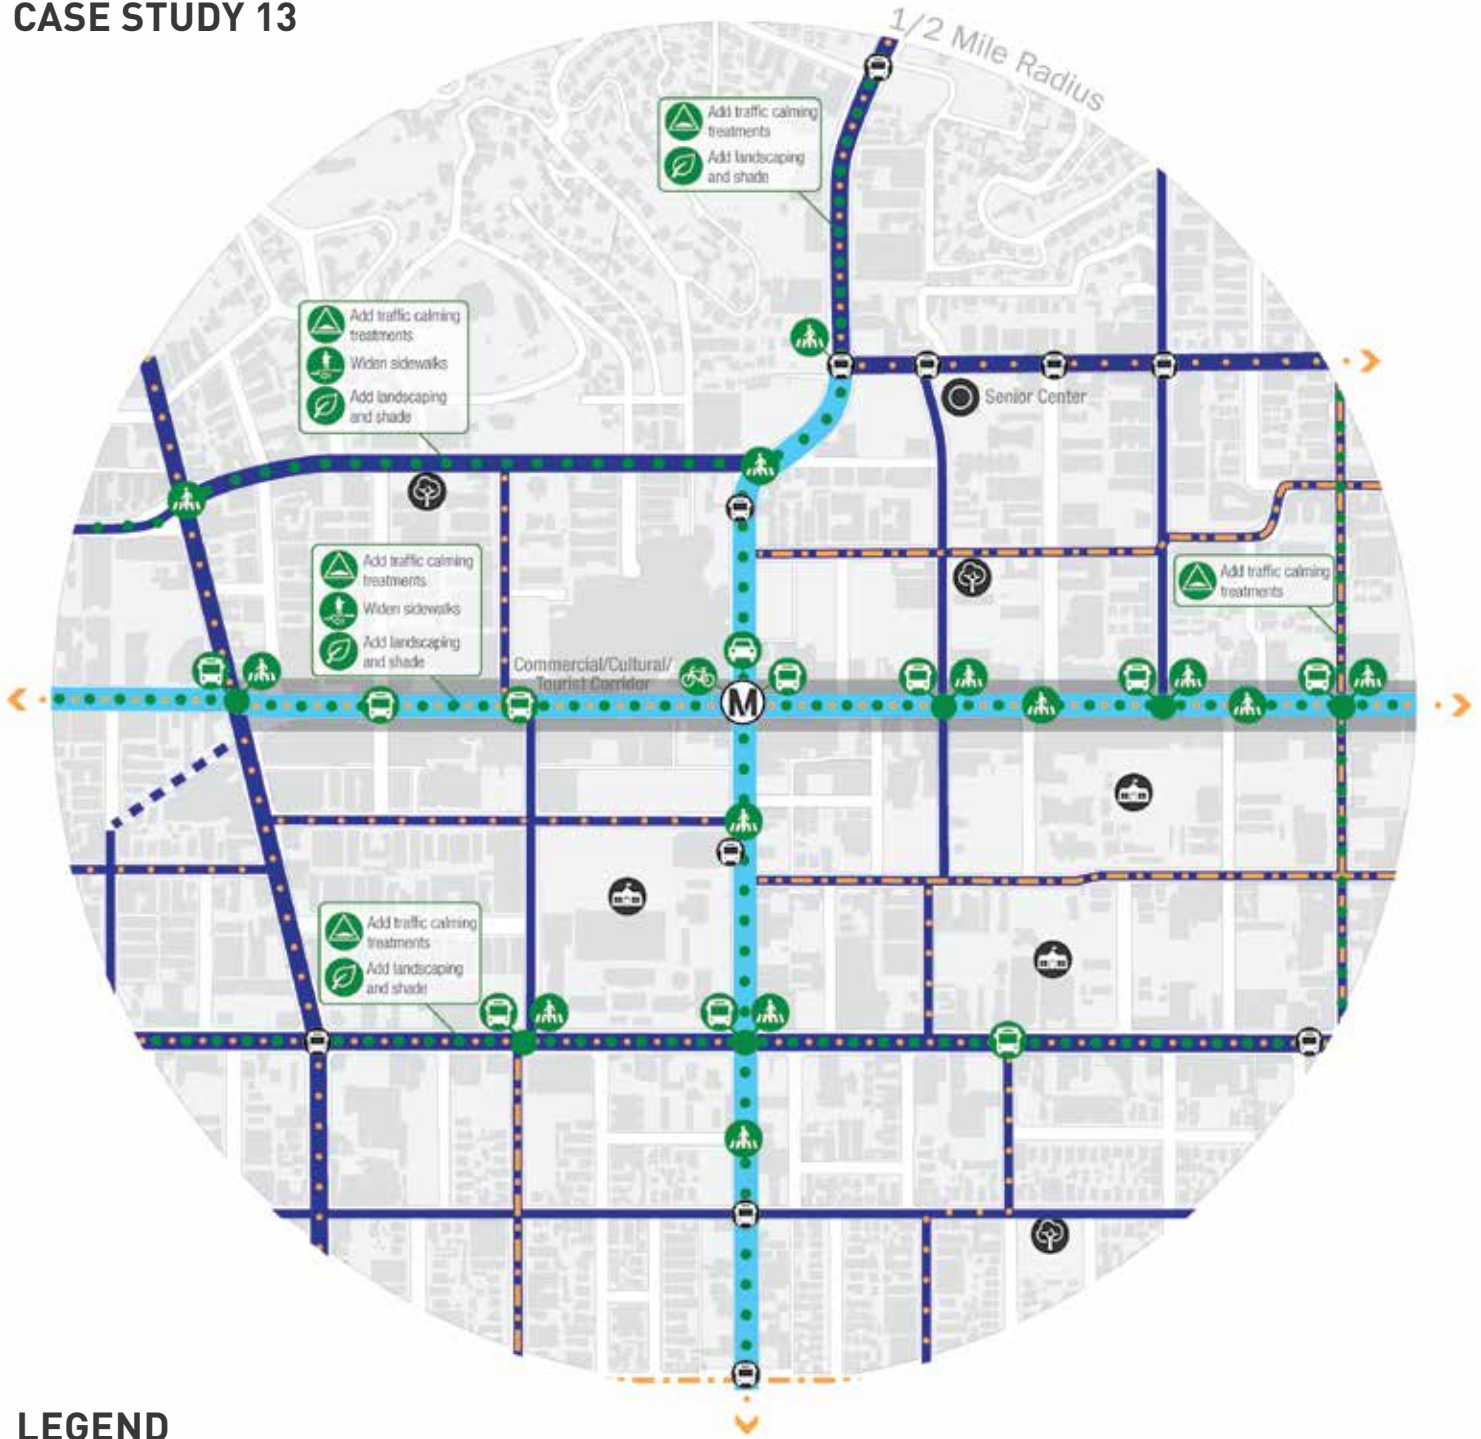 CASE STUDY 13
1/2 Mile Radius
Add traffic calming
treatments
Add landscaping
and shade
Add traffic calming
treatments
Widen sidewalks
Add landscaping
and shade
Senior Center
Add traffic calming
treatments
Widen sidewalks
Add landscaping
and shade
Add traffic calming
treatments
Commercial/Cultural/
Tourist Corridor
M
Add traffic calming
treatments
Add landscaping
and shade
LEGEND